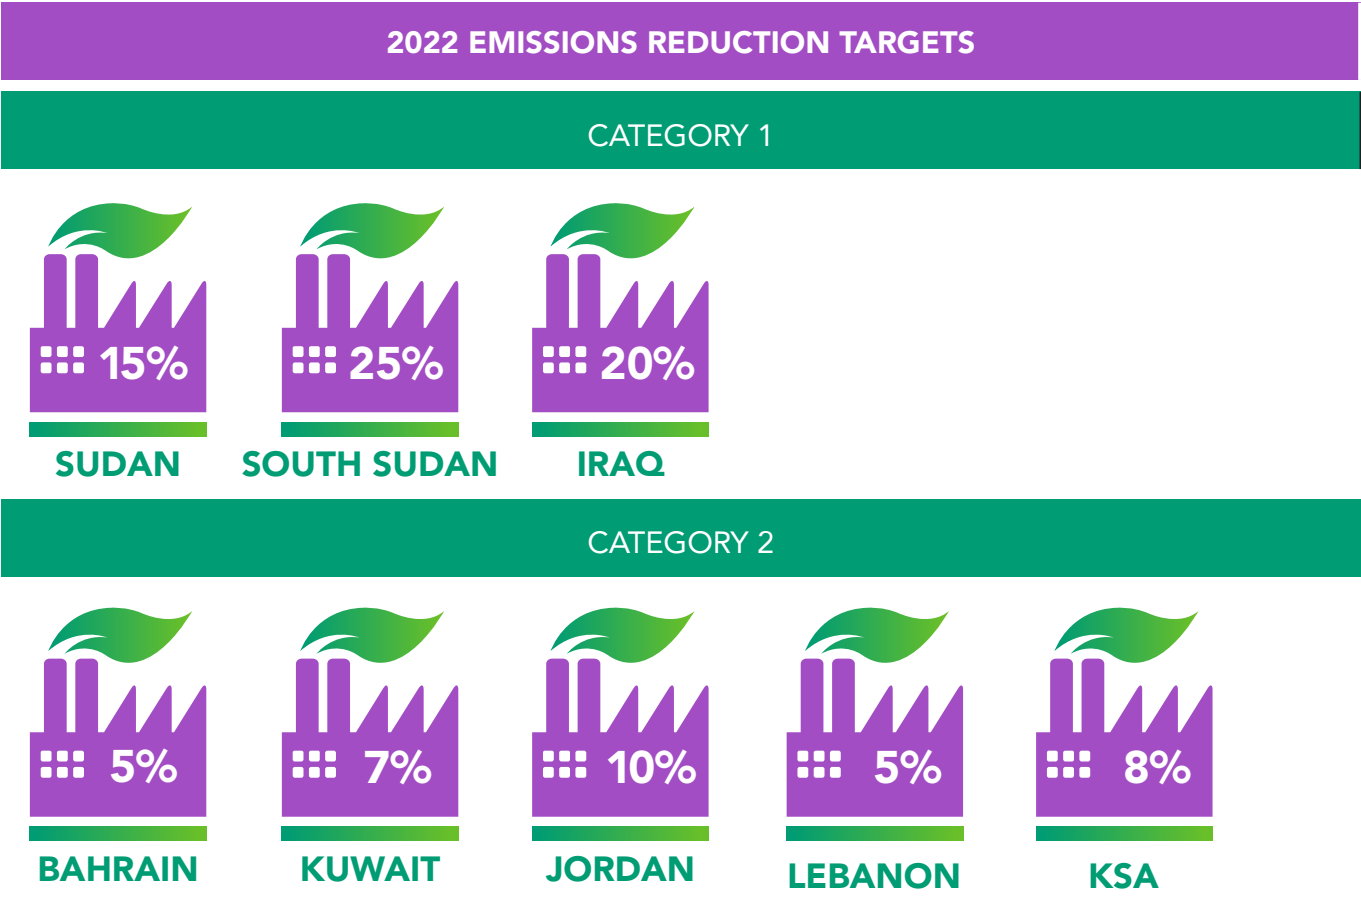 2022 EMISSIONS REDUCTION TARGETS
CATEGORY 1
15% 25% 20%
SUDAN SOUTH SUDAN IRAQ
CATEGORY 2
5% 7% 10% 5% 8%
BAHRAIN KUWAIT JORDAN LEBANON KSA